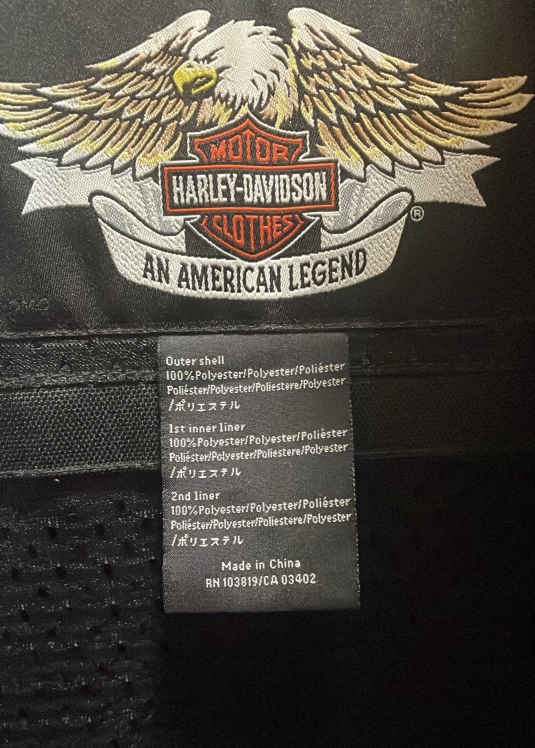 MOTOR
HARLEY-DAVIDSON
CLOTHES
®
AN AMERICAN LEGEND
Outer shell
100%Polyester/Polyester/Poliéster
Poliéster/Polyester/Poliestere/Polyester
/ポリエステル
1st inner liner
100%Polyester/Polyester/Poliéster
Poliéster/Polyester/Poliestere/Polyester
/ポリエステル
2nd liner
100%Polyester/Polyester/Poliéster
Poliéster/Polyester/Poliestere/Polyester
/ポリエステル
Made in China
RN 103819/CA 03402